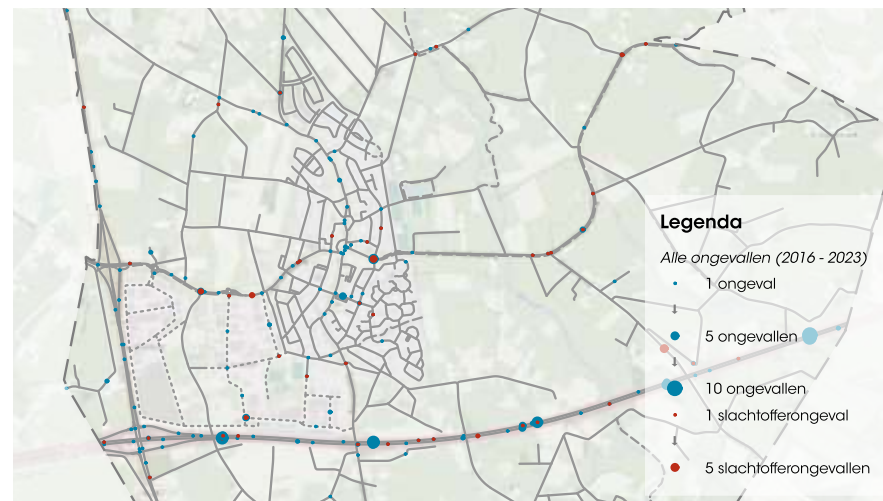 Legenda
Alle ongevallen (2016 - 2023)
1 ongeval
5 ongevallen
10 ongevallen
1 slachtofferongeval
5 slachtofferongevallen